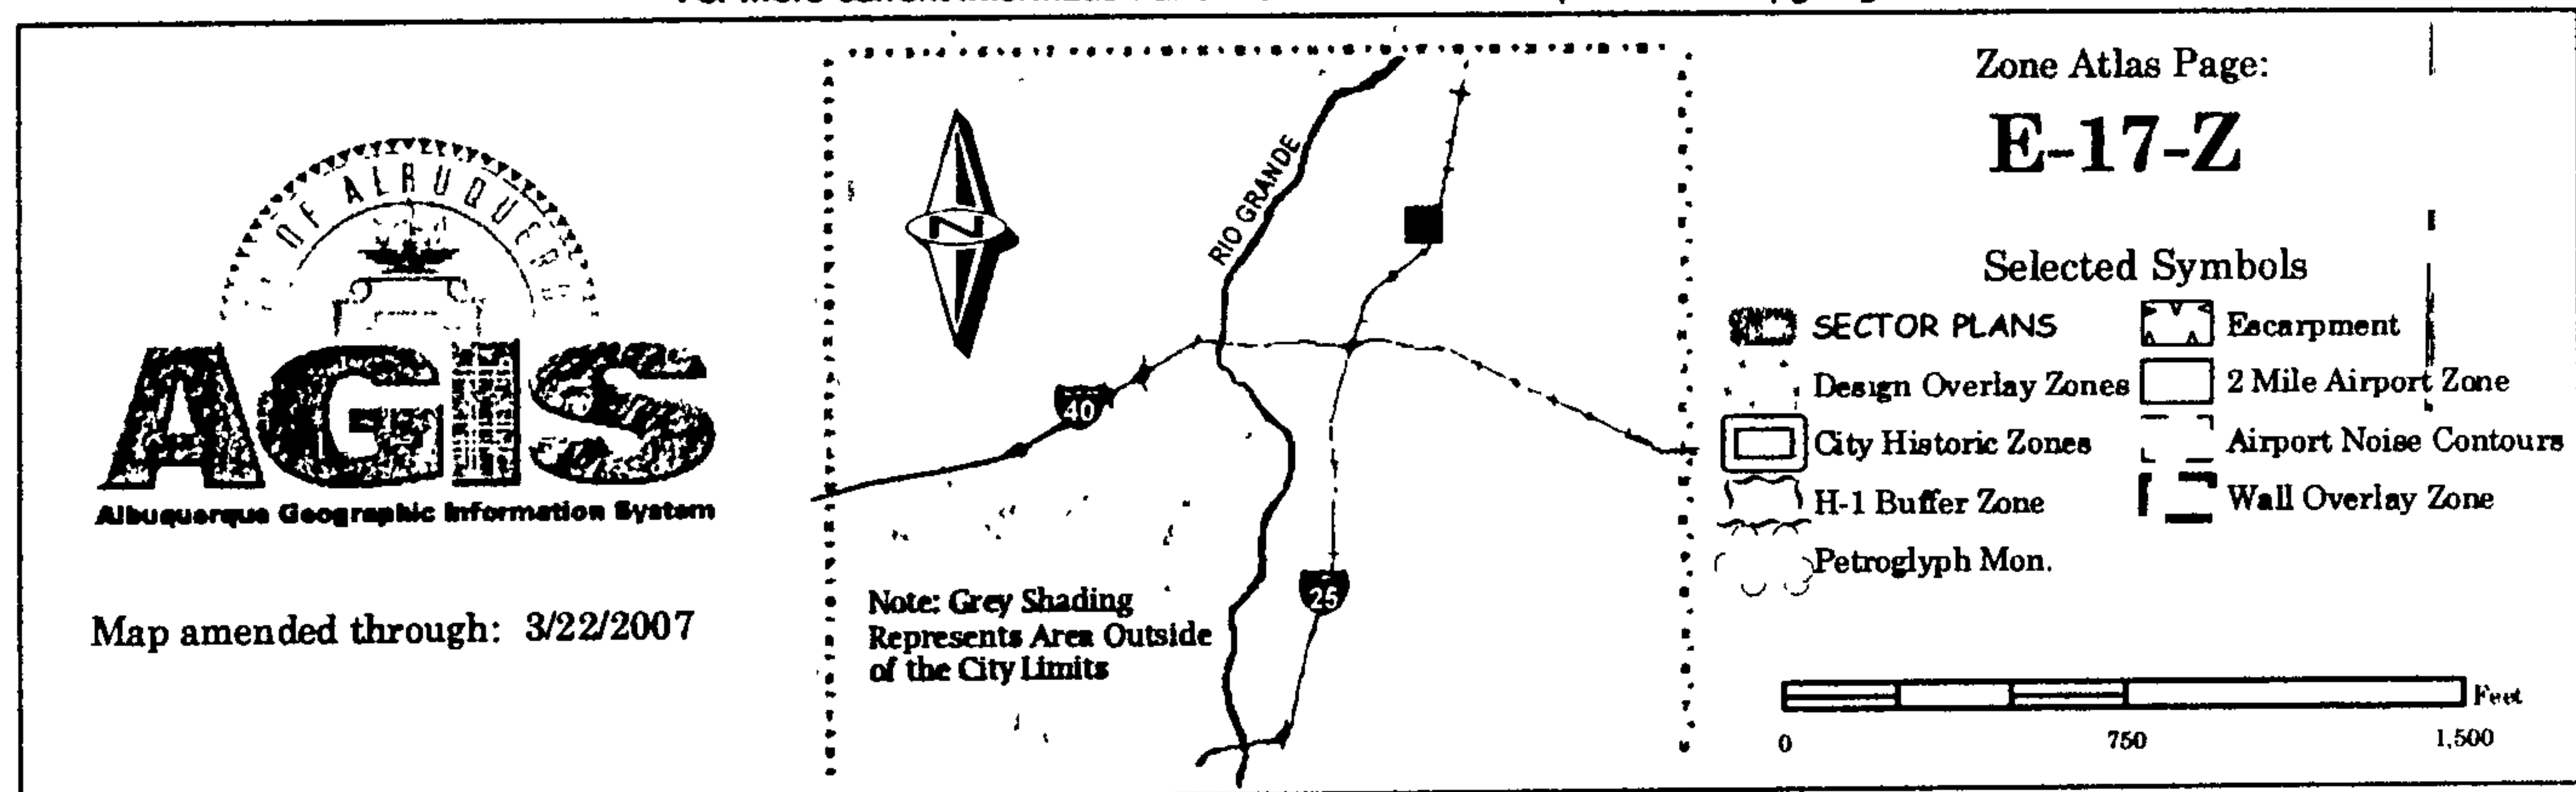 OF ALBUQUER
AGIS
Albuquerque Geographic Information System
Map amended through: 3/22/2007
RIO GRANDE
N
40
25
Note: Grey Shading
Represents Area Outside
of the City Limits
Zone Atlas Page:
E-17-Z
Selected Symbols
SECTOR PLANS
Design Overlay Zones
City Historic Zones
H-1 Buffer Zone
Petroglyph Mon.
Escarpment
2 Mile Airport Zone
Airport Noise Contours
Wall Overlay Zone
Feet
0 750 1,500